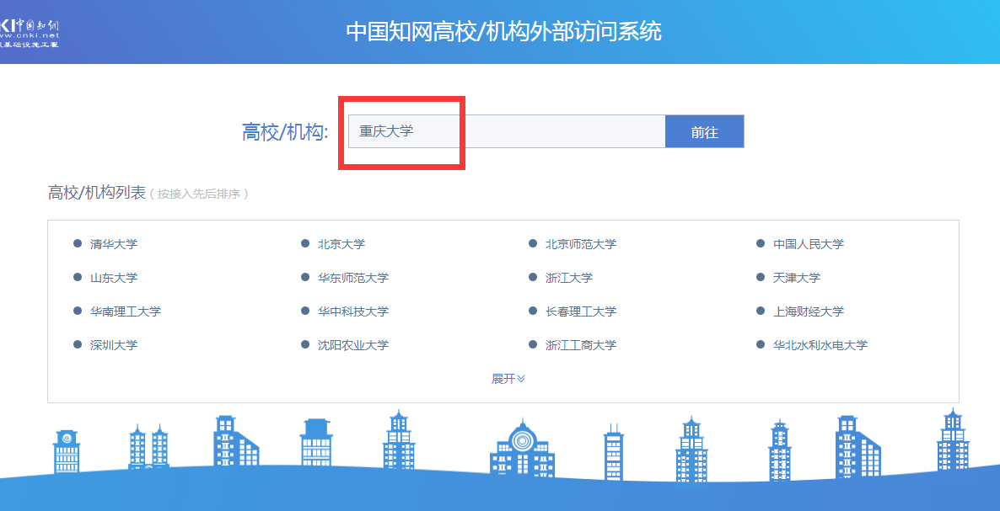 KI中国知网
ww.cnki.net
基础设施工程
中国知网高校/机构外部访问系统
高校/机构: 重庆大学 前往
高校/机构列表 ( 按接入先后排序 )
清华大学 北京大学 北京师范大学 中国人民大学
山东大学 华东师范大学 浙江大学 天津大学
华南理工大学 华中科技大学 长春理工大学 上海财经大学
深圳大学 沈阳农业大学 浙江工商大学 华北水利水电大学
展开